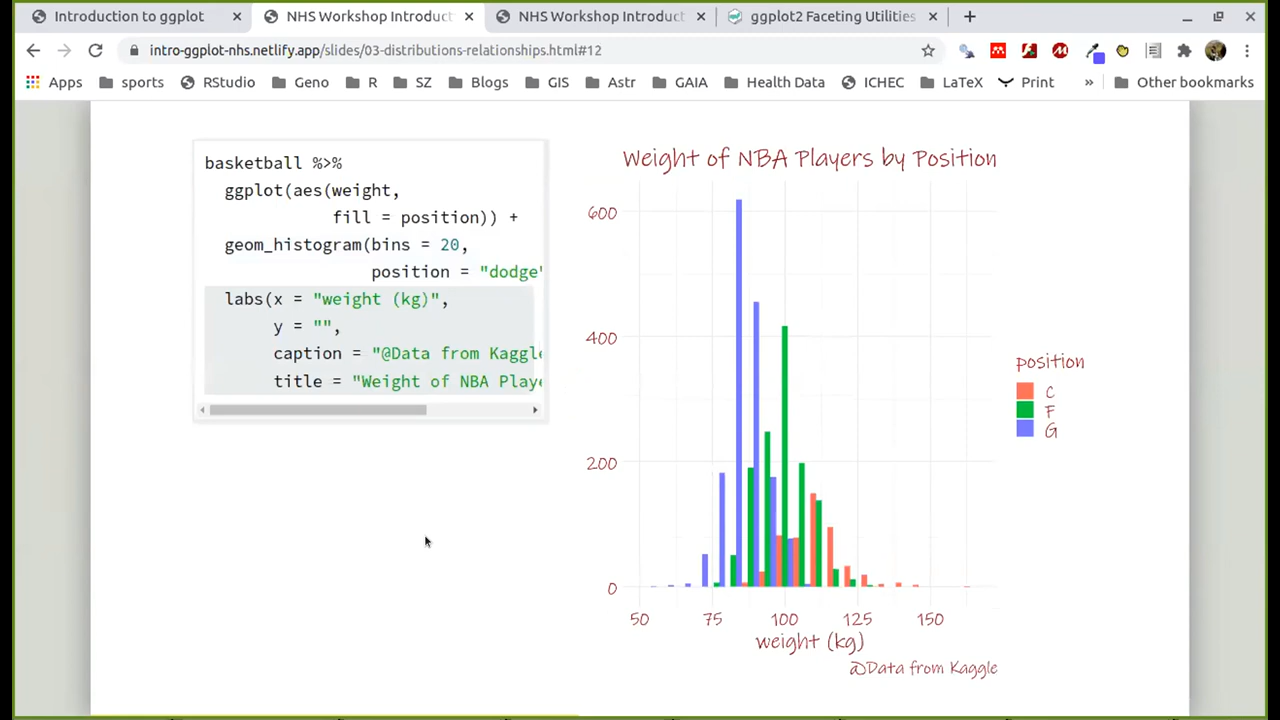 Introduction to ggplot
NHS Workshop Introduct
NHS Workshop Introduct
ggplot2 Faceting Utilities
intro-ggplot-nhs.netlify.app/slides/03-distributions-relationships.html#12
Apps sports RStudio Geno R SZ Blogs GIS Astr GAIA Health Data ICHEC LaTeX Print » Other bookmarks
basketball %>%
ggplot(aes(weight,
fill = position)) +
geom_histogram(bins = 20,
position = "dodge"
labs(x = "weight (kg)",
y = "",
caption = "@Data from Kaggle
title = "Weight of NBA Playe
Weight of NBA Players by Position
600
400
200
0
50 75 100 125 150
weight (kg)
@Data from Kaggle
position
C
F
G